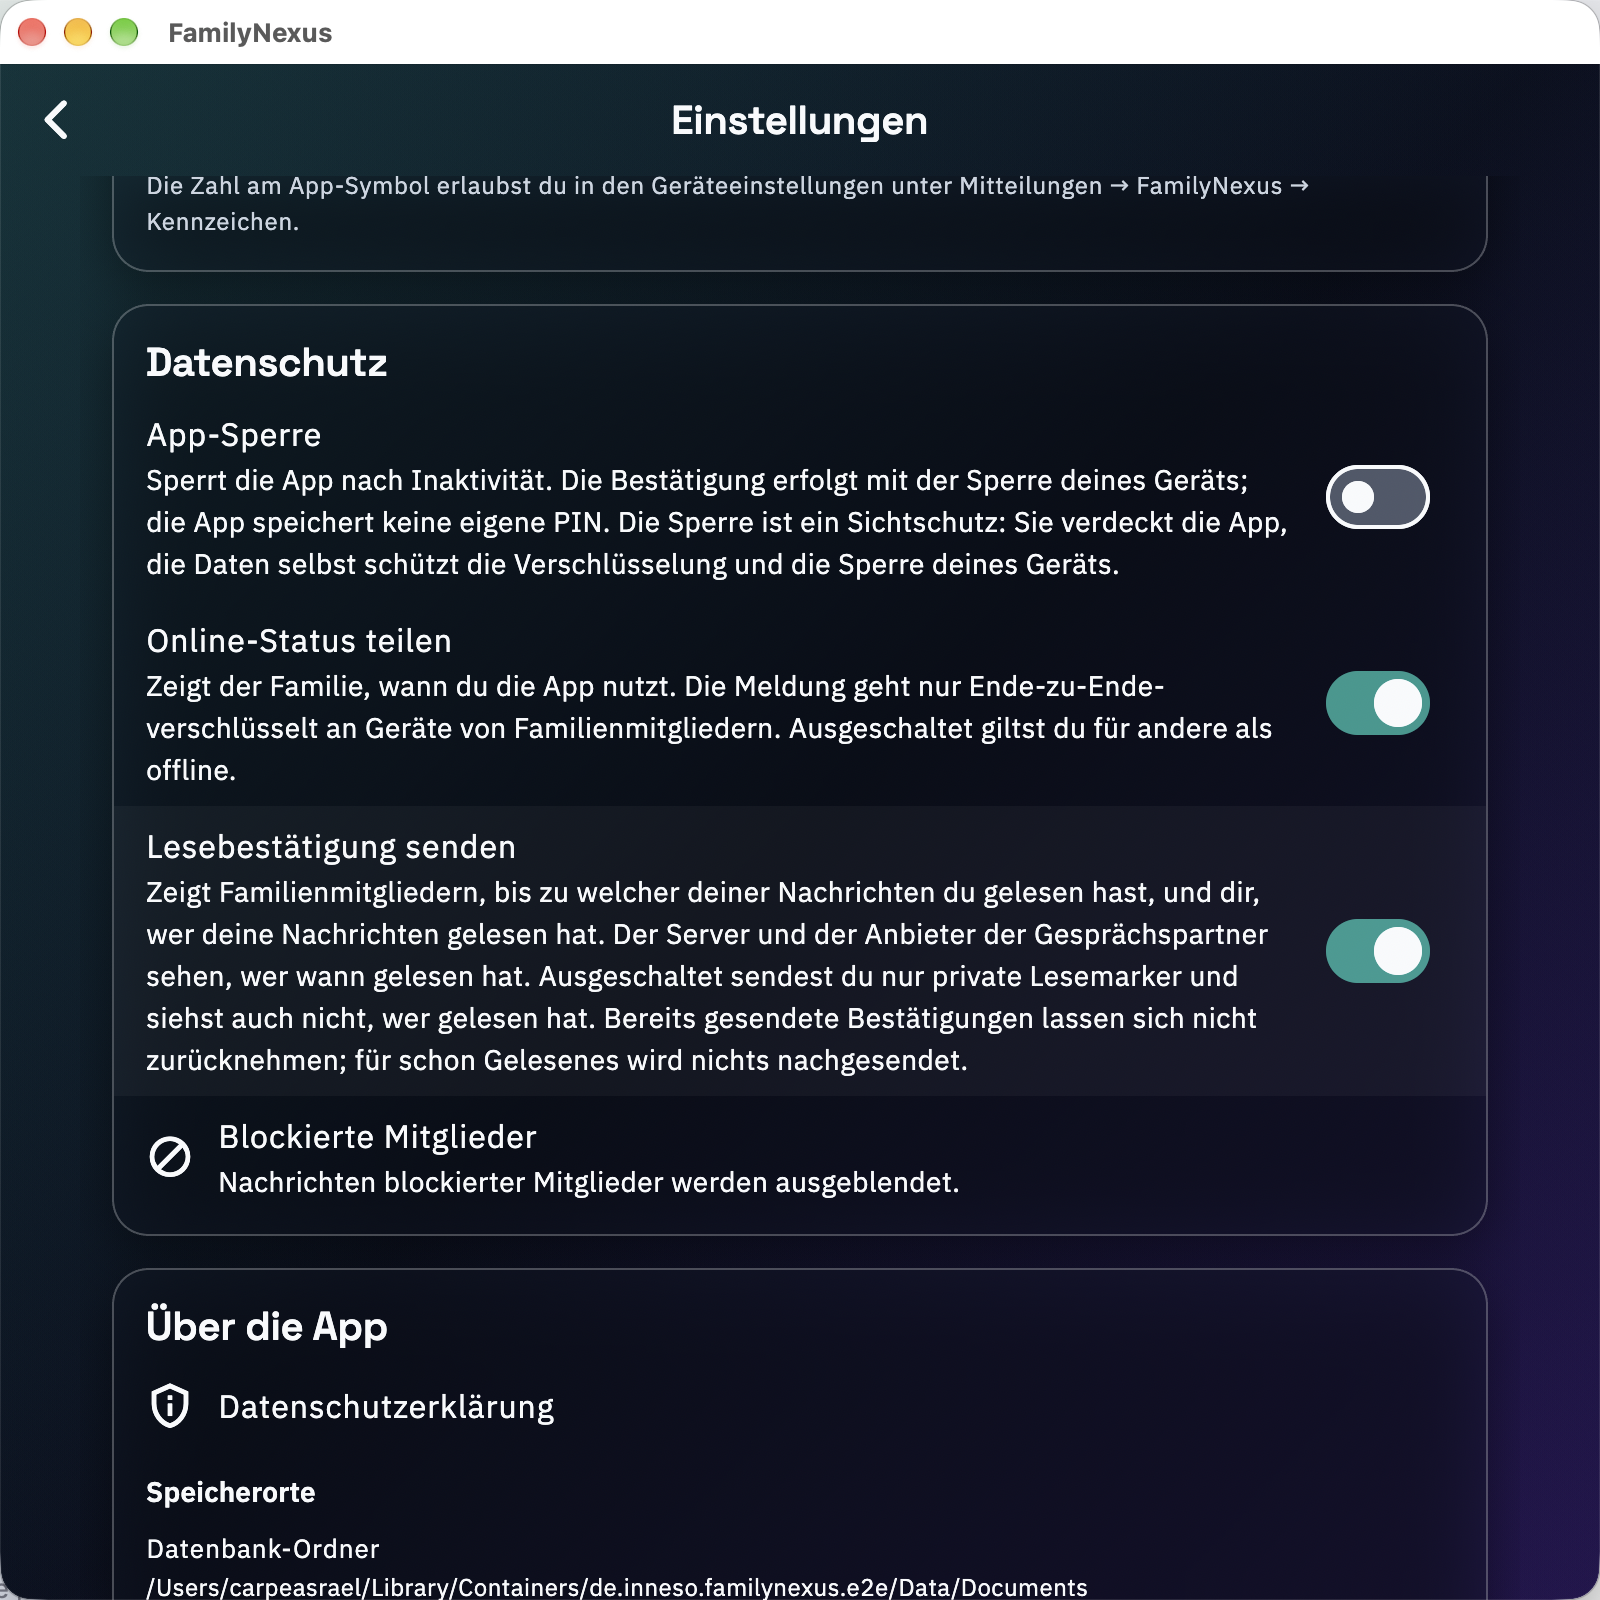 FamilyNexus
Einstellungen
Die Zahl am App-Symbol erlaubst du in den Geräteeinstellungen unter Mitteilungen → FamilyNexus →
Kennzeichen.
Datenschutz
App-Sperre
Sperrt die App nach Inaktivität. Die Bestätigung erfolgt mit der Sperre deines Geräts;
die App speichert keine eigene PIN. Die Sperre ist ein Sichtschutz: Sie verdeckt die App,
die Daten selbst schützt die Verschlüsselung und die Sperre deines Geräts.
Online-Status teilen
Zeigt der Familie, wann du die App nutzt. Die Meldung geht nur Ende-zu-Ende-
verschlüsselt an Geräte von Familienmitgliedern. Ausgeschaltet giltst du für andere als
offline.
Lesebestätigung senden
Zeigt Familienmitgliedern, bis zu welcher deiner Nachrichten du gelesen hast, und dir,
wer deine Nachrichten gelesen hat. Der Server und der Anbieter der Gesprächspartner
sehen, wer wann gelesen hat. Ausgeschaltet sendest du nur private Lesemarker und
siehst auch nicht, wer gelesen hat. Bereits gesendete Bestätigungen lassen sich nicht
zurücknehmen; für schon Gelesenes wird nichts nachgesendet.
Blockierte Mitglieder
Nachrichten blockierter Mitglieder werden ausgeblendet.
Über die App
Datenschutzerklärung
Speicherorte
Datenbank-Ordner
/Users/carpeasrael/Library/Containers/de.inneso.familynexus.e2e/Data/Documents